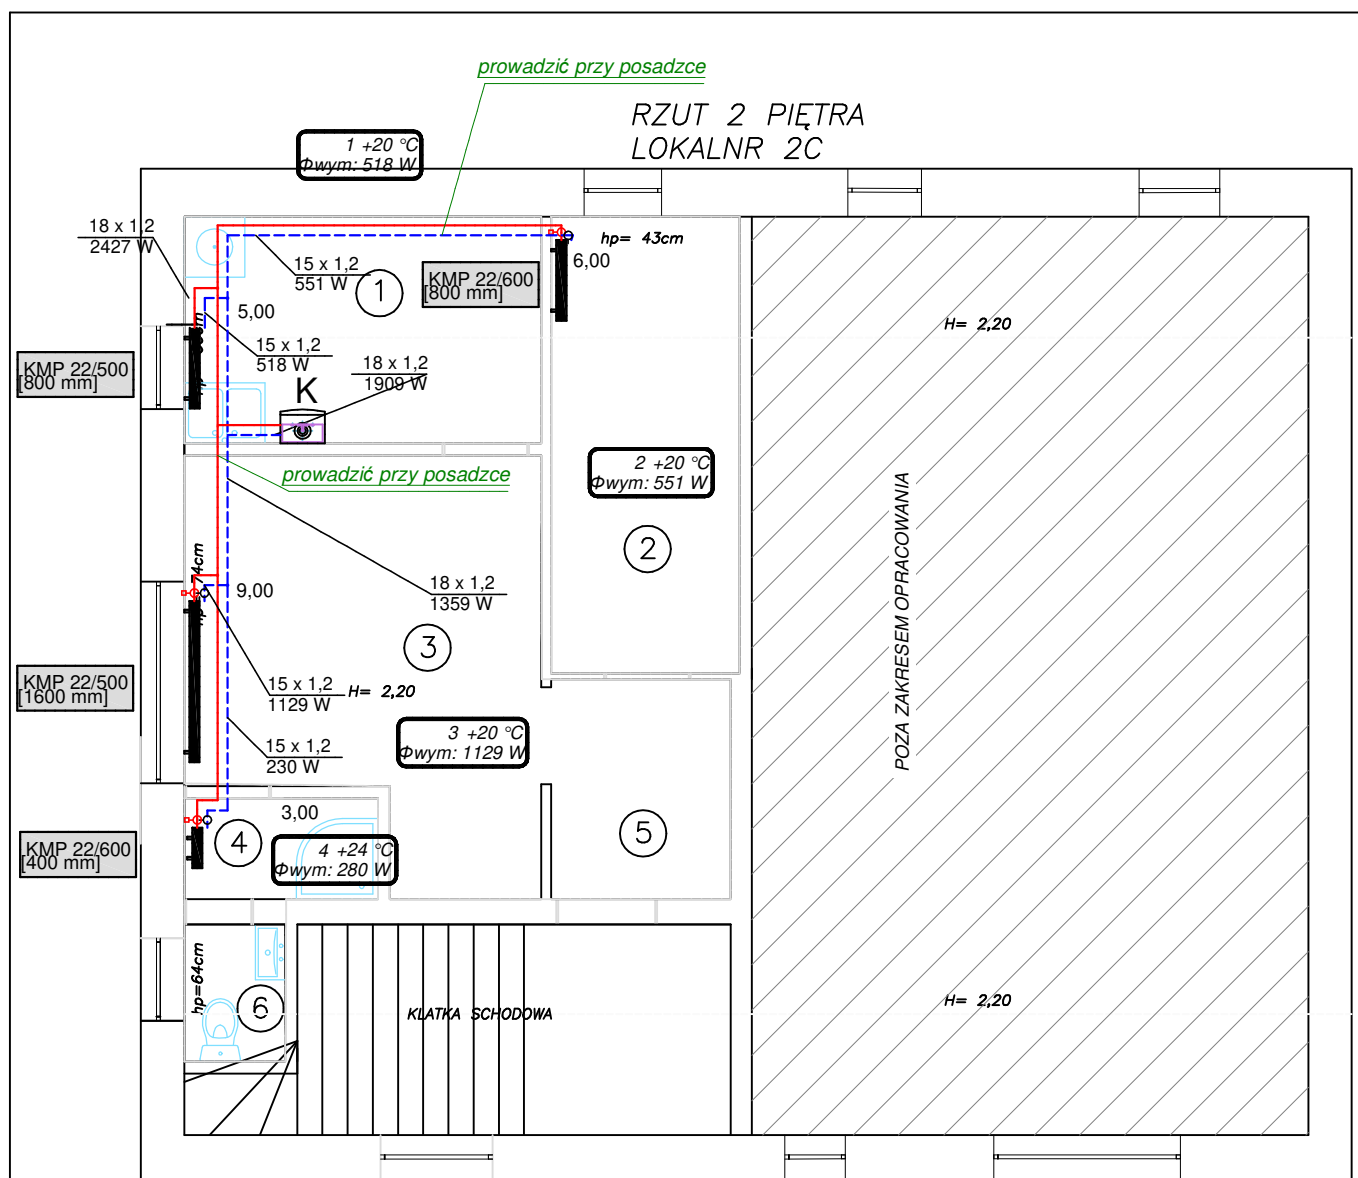 prowadzić przy posadzce
RZUT 2 PIĘTRA
LOKALNR 2C
1 +20 °C
Φwym: 518 W
18 x 1,2
2427 W
hp= 43cm
6,00
15 x 1,2
551 W
1
KMP 22/600
[800 mm]
5,00
H= 2,20
15 x 1,2
518 W
18 x 1,2
1909 W
KMP 22/500
[800 mm]
K
2 +20 °C
Φwym: 551 W
prowadzić przy posadzce
POZA ZAKRESEM OPRACOWANIA
2
9,00
18 x 1,2
1359 W
3
KMP 22/500
[1600 mm]
15 x 1,2
1129 W
H= 2,20
3 +20 °C
Φwym: 1129 W
15 x 1,2
230 W
3,00
4
5
KMP 22/600
[400 mm]
4 +24 °C
Φwym: 280 W
hp=64cm
6
KLATKA SCHODOWA
H= 2,20